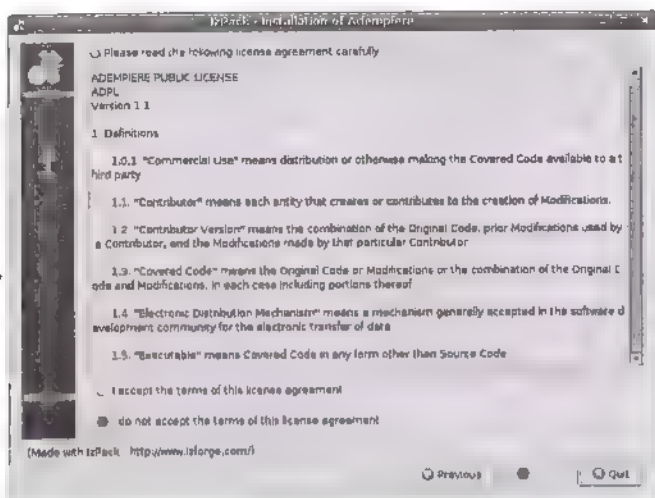 IzPack - Installation of Adempiere
Please read the following license agreement carefully
ADEMPIERE PUBLIC LICENSE
ADPL
Version 1.1
1 Definitions
1.0.1 "Commercial Use" means distribution or otherwise making the Covered Code available to a t
hird party
1.1. "Contributor" means each entity that creates or contributes to the creation of Modifications.
1.2 "Contributor Version" means the combination of the Original Code, prior Modifications used by
a Contributor, and the Modifications made by that particular Contributor
1.3. "Covered Code" means the Original Code or Modifications or the combination of the Original C
ode and Modifications, in each case including portions thereof
1.4 "Electronic Distribution Mechanism" means a mechanism generally accepted in the software d
evelopment community for the electronic transfer of data
1.5. "Executable" means Covered Code in any form other than Source Code
I accept the terms of this license agreement
do not accept the terms of this license agreement
(Made with IzPack http://www.izforge.com/)
Previous
Quit